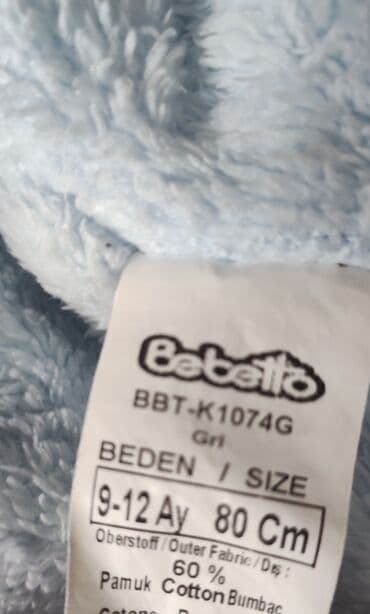 Bebetto
BBT-K1074G
Gri
BEDEN / SIZE
9-12 Ay 80 Cm
Oberstoff / Outer Fabric / Dış :
60 %
Pamuk Cotton Bumbac